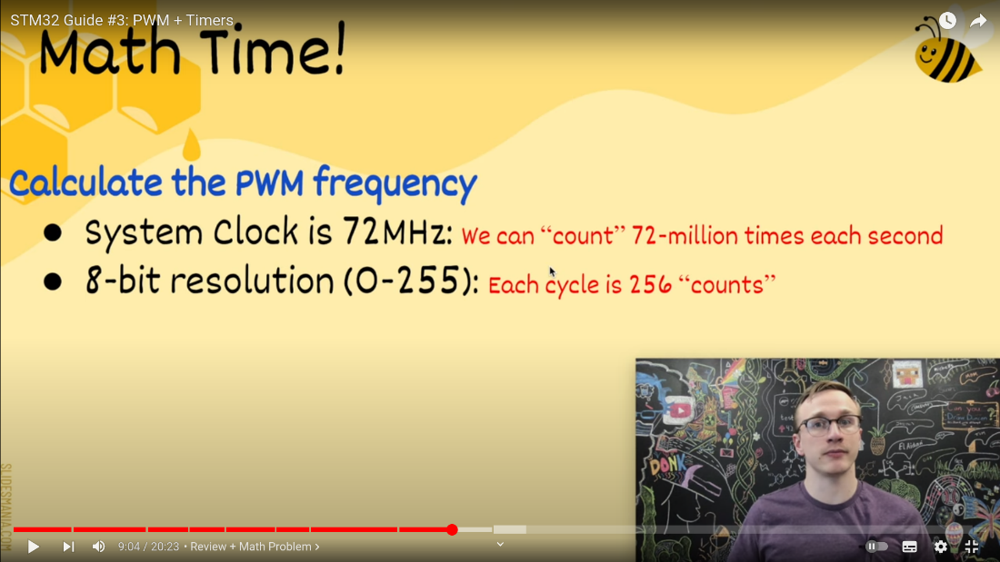 STM32 Guide #3: PWM + Timers
Math Time!
Calculate the PWM frequency
● System Clock is 72MHz: We can “count” 72-million times each second
● 8-bit resolution (0-255): Each cycle is 256 “counts”
DONK
SLIDESMANIA.COM
9:04 / 20:23 • Review + Math Problem >